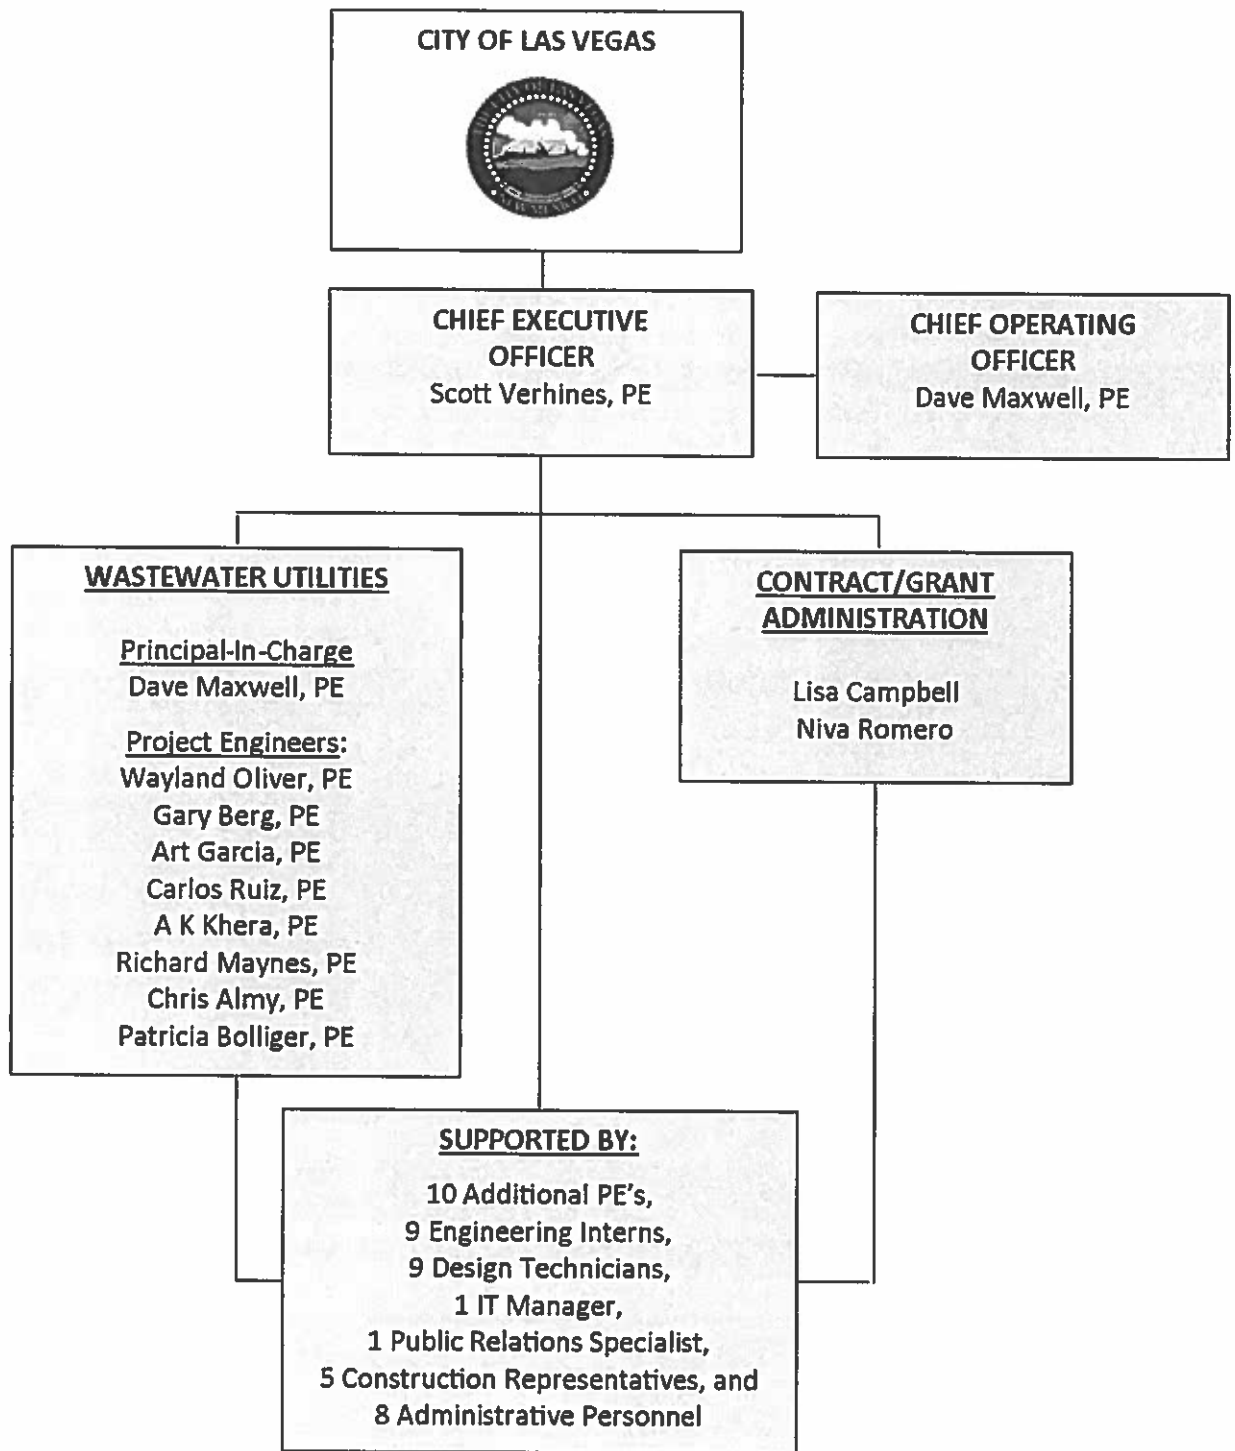 CITY OF LAS VEGAS
CHIEF EXECUTIVE
OFFICER
Scott Verhines, PE
CHIEF OPERATING
OFFICER
Dave Maxwell, PE
WASTEWATER UTILITIES
Principal-In-Charge
Dave Maxwell, PE
Project Engineers:
Wayland Oliver, PE
Gary Berg, PE
Art Garcia, PE
Carlos Ruiz, PE
A K Khera, PE
Richard Maynes, PE
Chris Almy, PE
Patricia Bolliger, PE
CONTRACT/GRANT
ADMINISTRATION
Lisa Campbell
Niva Romero
SUPPORTED BY:
10 Additional PE's,
9 Engineering Interns,
9 Design Technicians,
1 IT Manager,
1 Public Relations Specialist,
5 Construction Representatives, and
8 Administrative Personnel